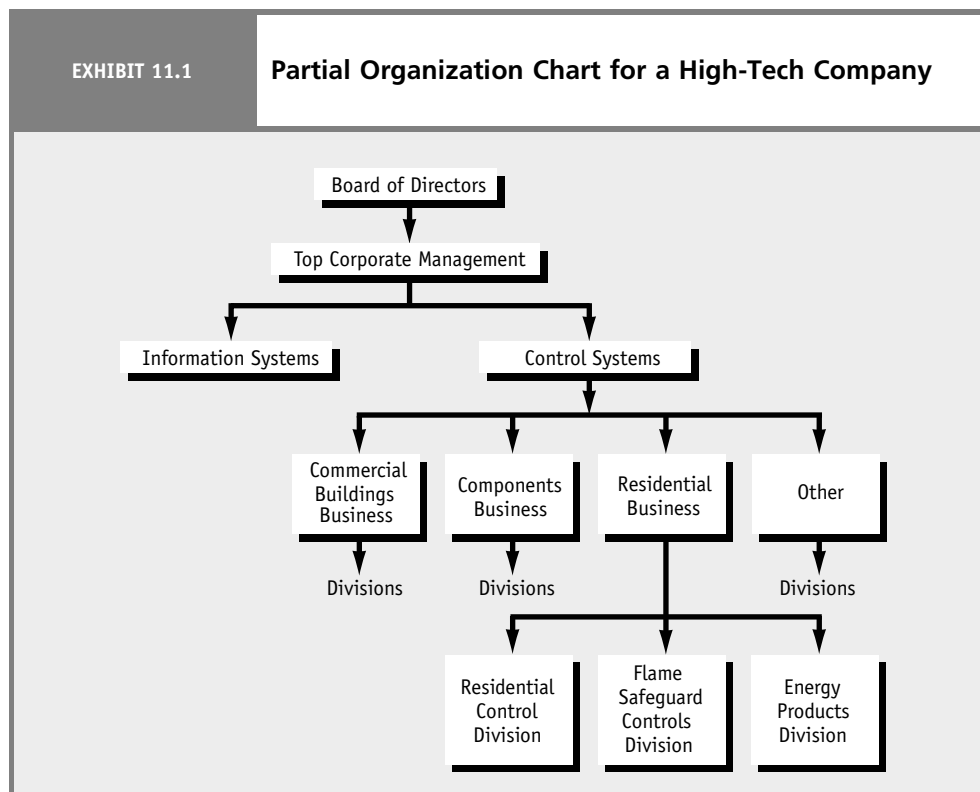 EXHIBIT 11.1
Partial Organization Chart for a High-Tech Company
Board of Directors
Top Corporate Management
Information Systems
Control Systems
Commercial
Buildings
Business
Components
Business
Residential
Business
Other
Divisions
Divisions
Divisions
Residential
Control
Division
Flame
Safeguard
Controls
Division
Energy
Products
Division